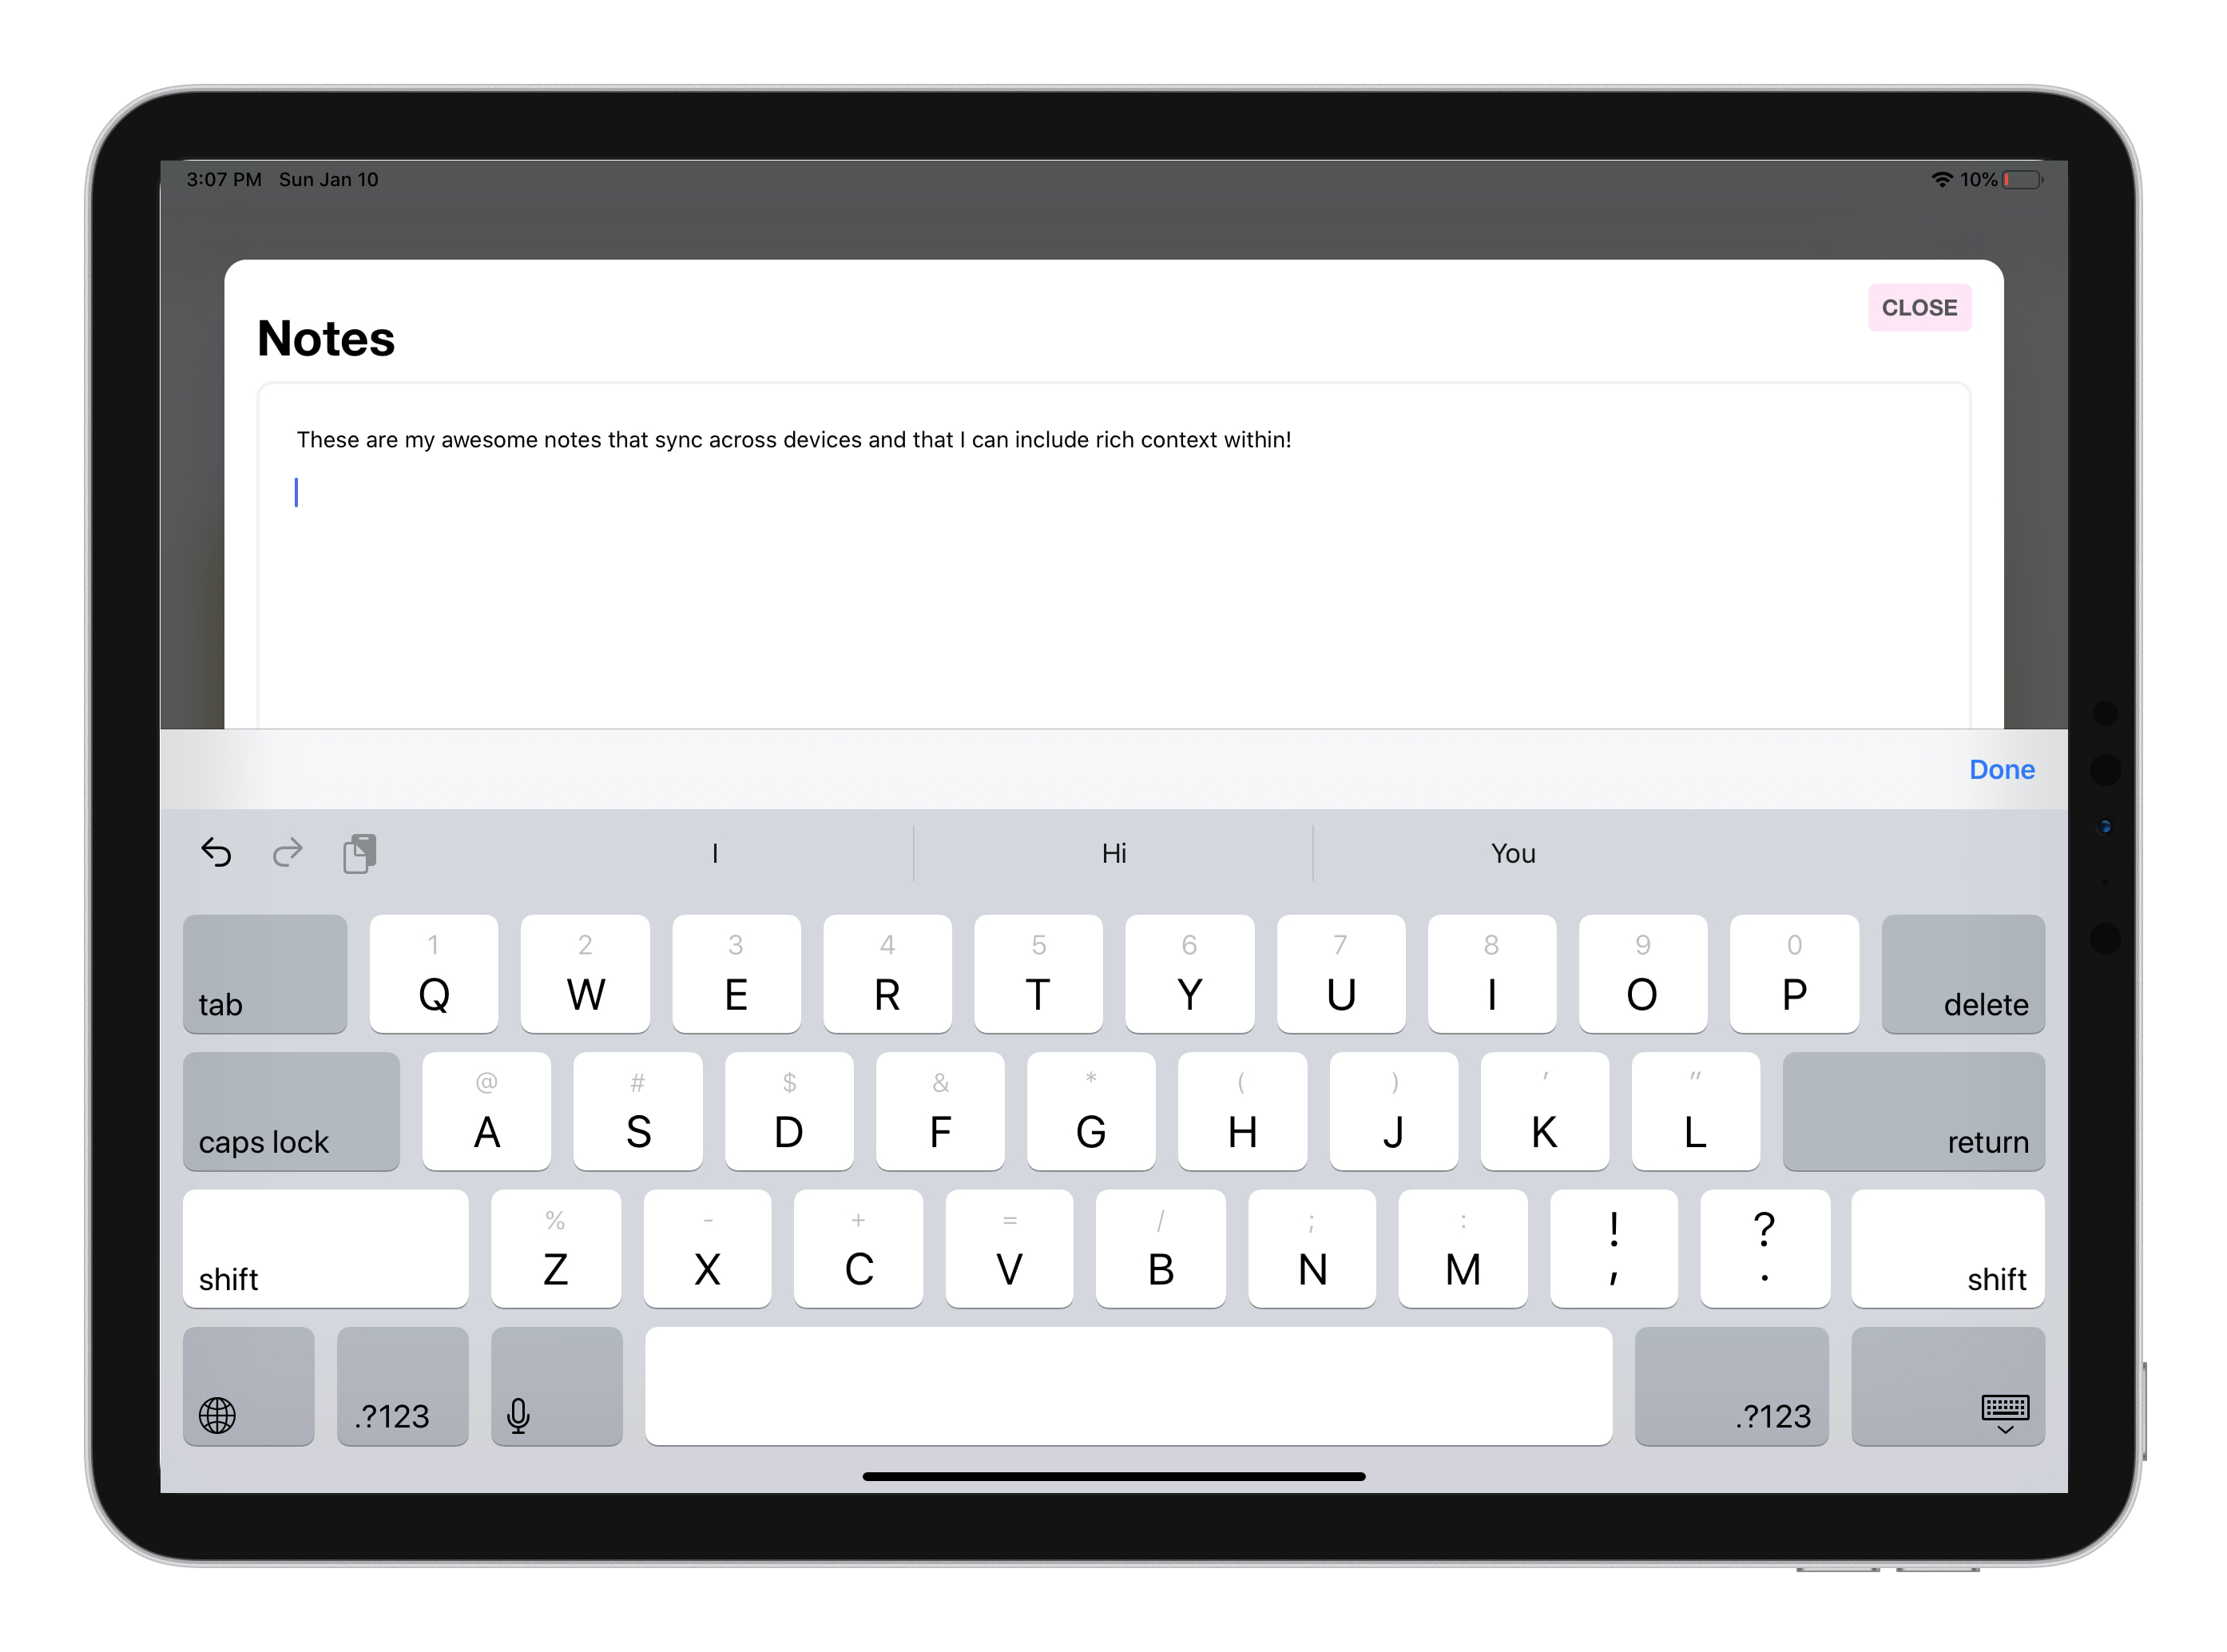 3:07 PM Sun Jan 10 10%
CLOSE
Notes
These are my awesome notes that sync across devices and that I can include rich context within!
Done
I Hi You
tab 1 Q 2 W 3 E 4 R 5 T 6 Y 7 U 8 I 9 O 0 P delete
caps lock @ A # S $ D & F * G ( H ) J ' K " L return
shift % Z - X + C = V / B ; N : M ! , ? . shift
.?123 .?123